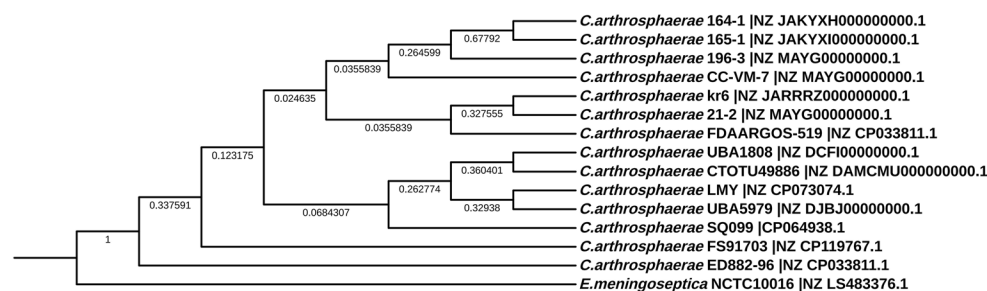 C.arthrosphaerae 164-1 |NZ JAKYXH000000000.1
0.67792
C.arthrosphaerae 165-1 |NZ JAKYXI000000000.1
0.264599
C.arthrosphaerae 196-3 |NZ MAYG00000000.1
0.0355839
C.arthrosphaerae CC-VM-7 |NZ MAYG00000000.1
0.024635
C.arthrosphaerae kr6 |NZ JARRRZ000000000.1
0.327555
C.arthrosphaerae 21-2 |NZ MAYG00000000.1
0.0355839
C.arthrosphaerae FDAARGOS-519 |NZ CP033811.1
0.123175
C.arthrosphaerae UBA1808 |NZ DCFI00000000.1
0.360401
C.arthrosphaerae CTOTU49886 |NZ DAMCMU000000000.1
0.262774
C.arthrosphaerae LMY |NZ CP073074.1
0.337591
0.0684307
0.32938
C.arthrosphaerae UBA5979 |NZ DJBJ00000000.1
C.arthrosphaerae SQ099 |CP064938.1
1
C.arthrosphaerae FS91703 |NZ CP119767.1
C.arthrosphaerae ED882-96 |NZ CP033811.1
E.meningoseptica NCTC10016 |NZ LS483376.1